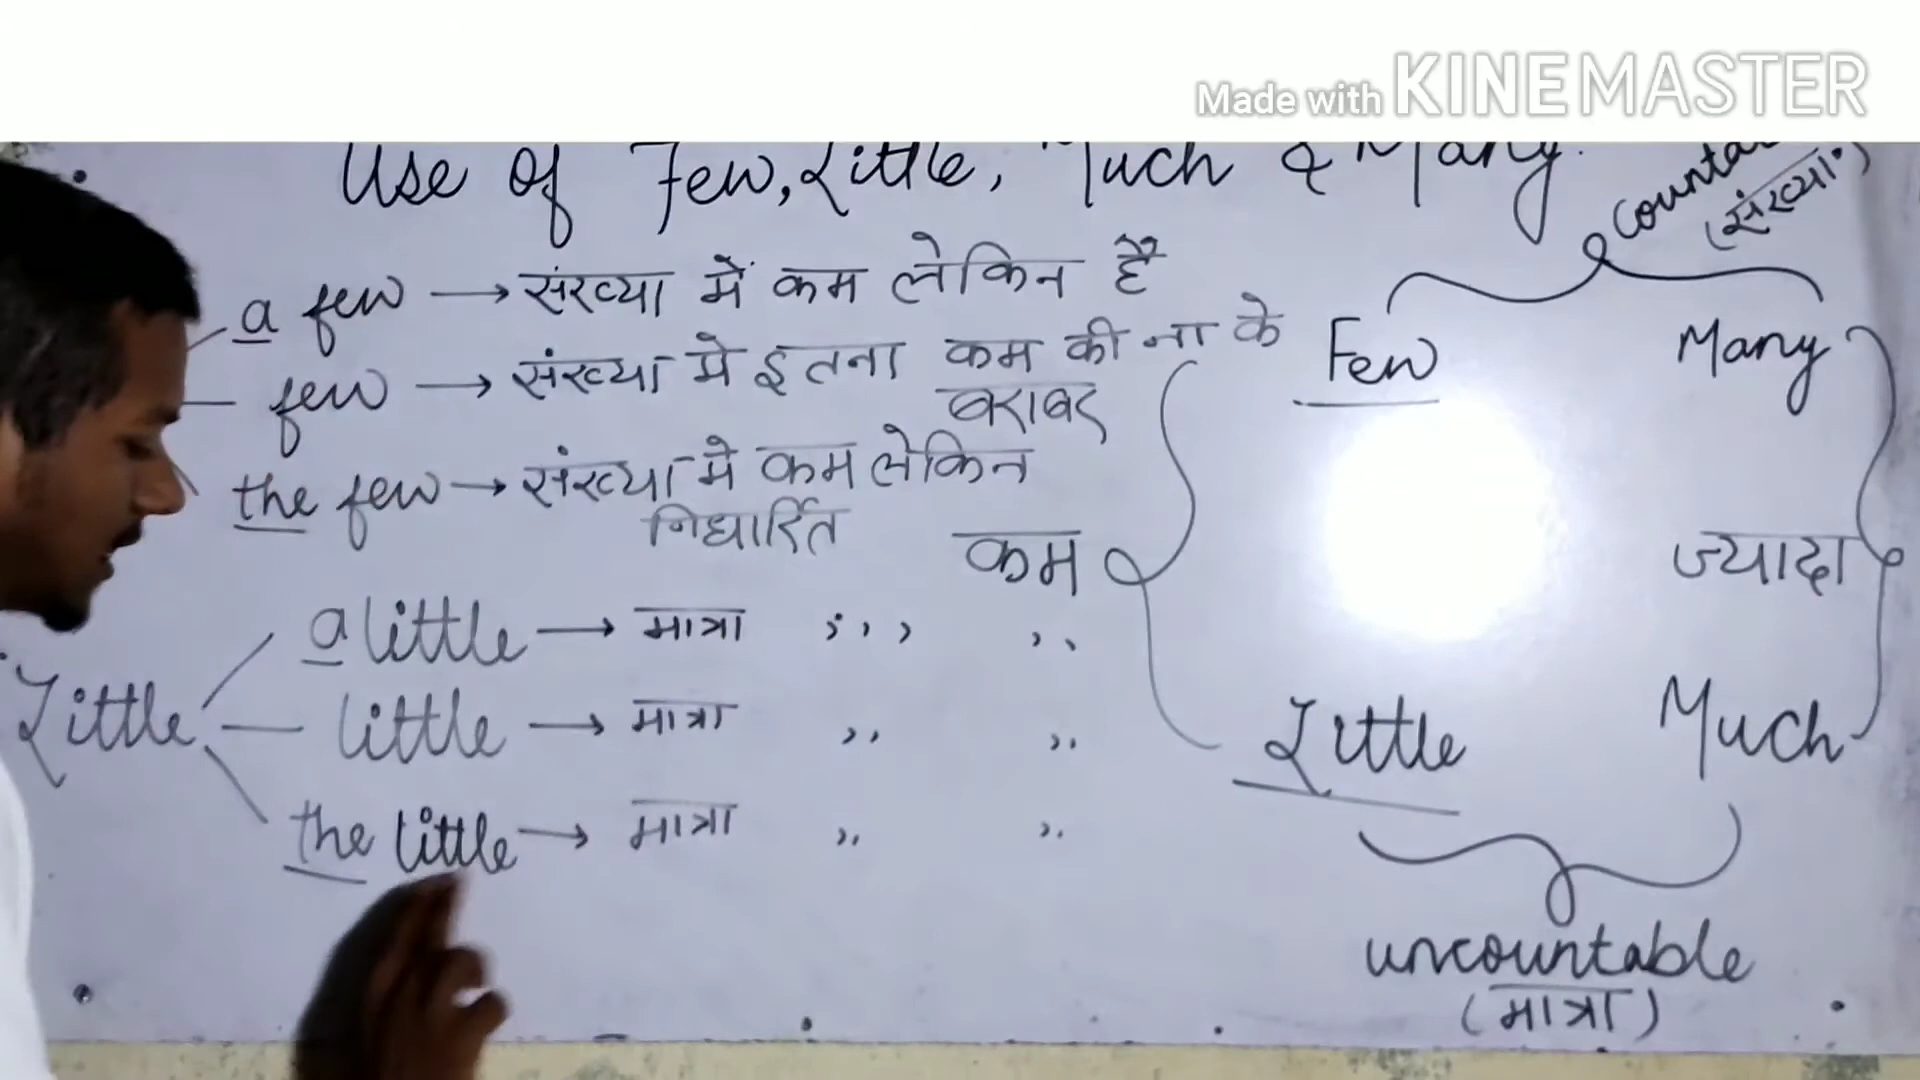 Made with KINEMASTER
Use of Few, Little, Much & Many.
a few → संख्या में कम लेकिन है
few → संख्या मे इतना कम की ना के
बराबर
the few → संख्या मे कम लेकिन
निर्धारित
कम
Little
a little → मात्रा ,, ,,
little → मात्रा ,, ,,
the little → मात्रा ,, ,,
(संख्या)
Few Many
ज्यादा
Little Much
uncountable
(मात्रा)